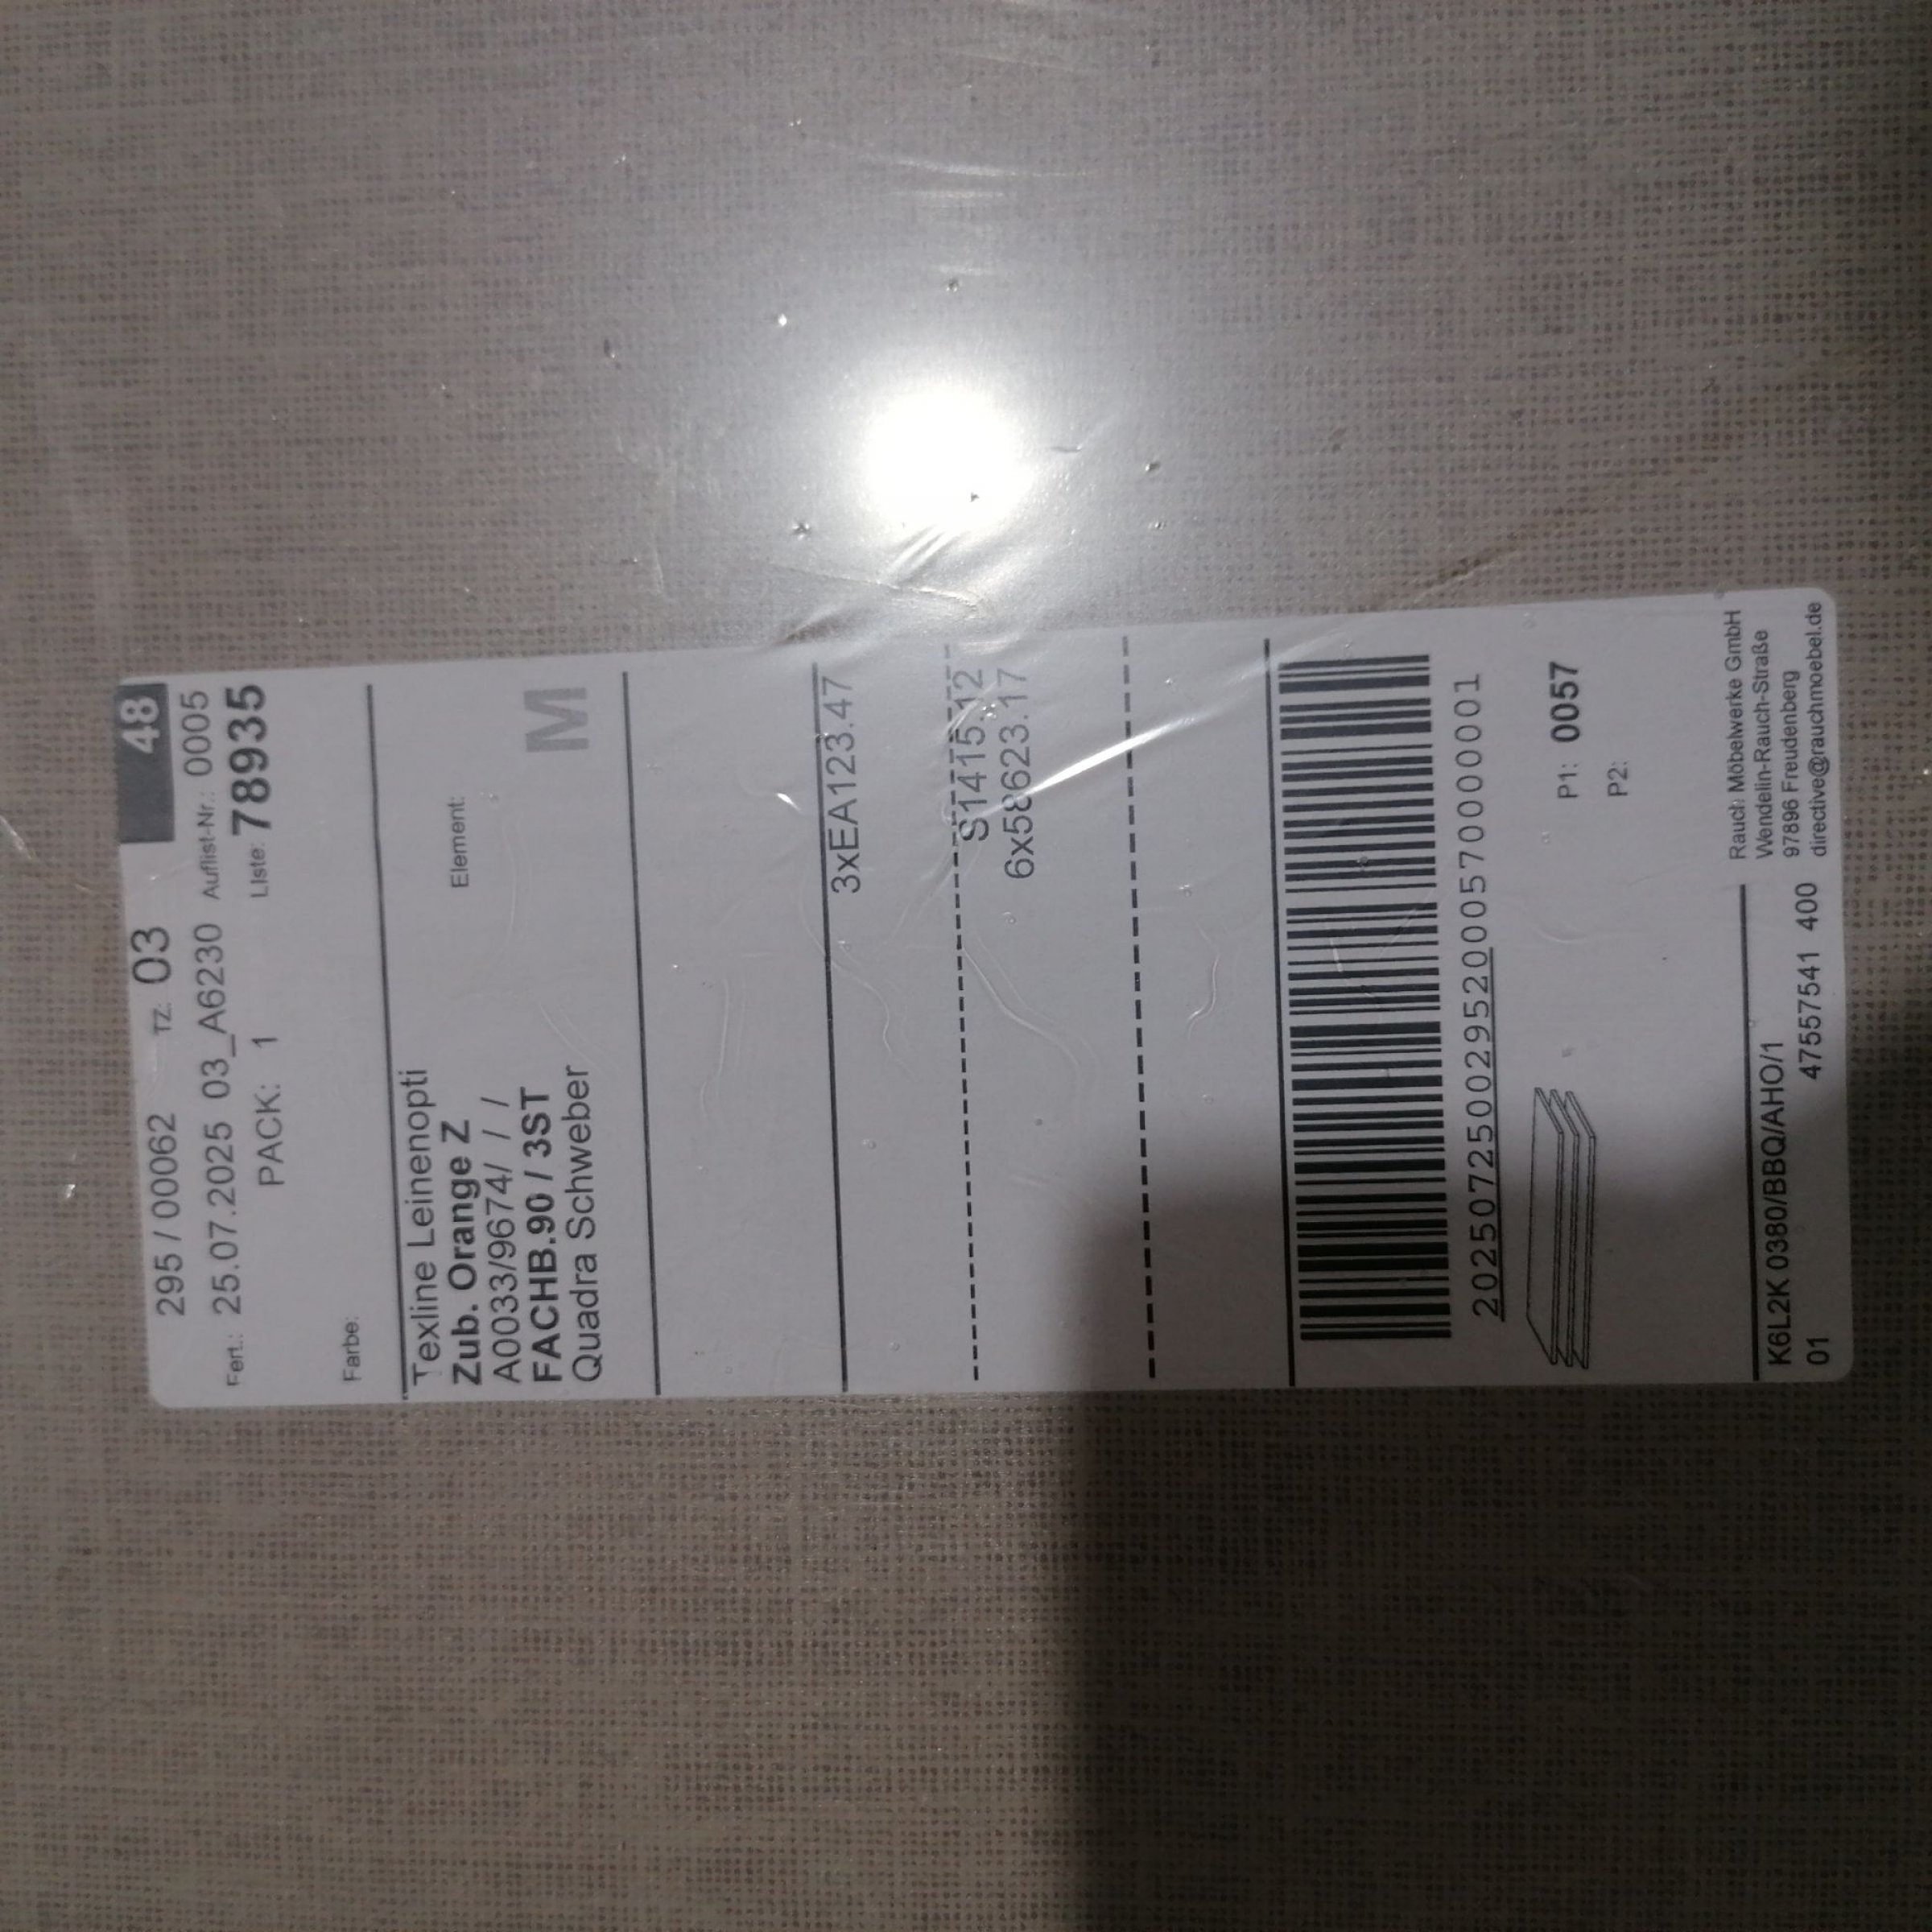 48
295 / 00062 TZ: 03
Fert.: 25.07.2025 03_A6230 Auflist-Nr.: 0005
PACK: 1 Liste: 78935
Farbe:
Texline Leinenopti
Zub. Orange Z Element:
A0033/9674/ / /
FACHB.90 / 3ST M
Quadra Schweber
3xEA123.47
S1415.12
6x58623.17
2025072500295200057000001
P1: 0057
P2:
Rauch Möbelwerke GmbH
Wendelin-Rauch-Straße
K6L2K 0380/BBQ/AHO/1 97896 Freudenberg
01 47557541 400 directive@rauchmoebel.de